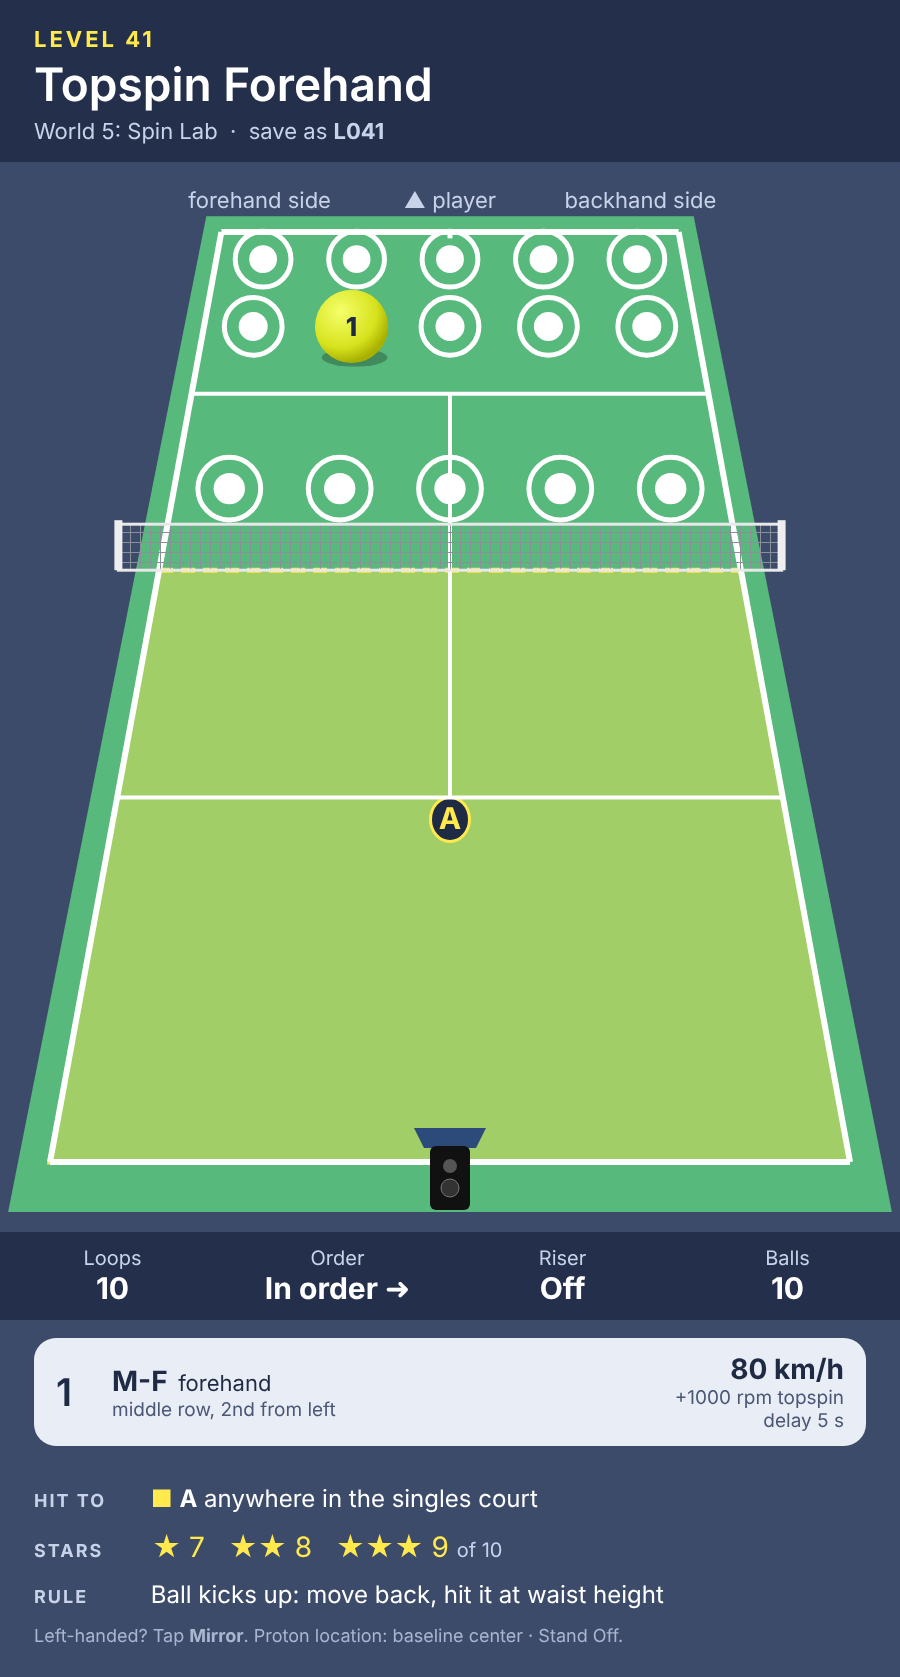 LEVEL 41
Topspin Forehand
World 5: Spin Lab · save as L041
forehand side ▲ player backhand side
1
A
Loops Order Riser Balls
10 In order ➜ Off 10
1 M-F forehand 80 km/h
middle row, 2nd from left +1000 rpm topspin
delay 5 s
HIT TO ■ A anywhere in the singles court
STARS ★ 7 ★★ 8 ★★★ 9 of 10
RULE Ball kicks up: move back, hit it at waist height
Left-handed? Tap Mirror. Proton location: baseline center · Stand Off.